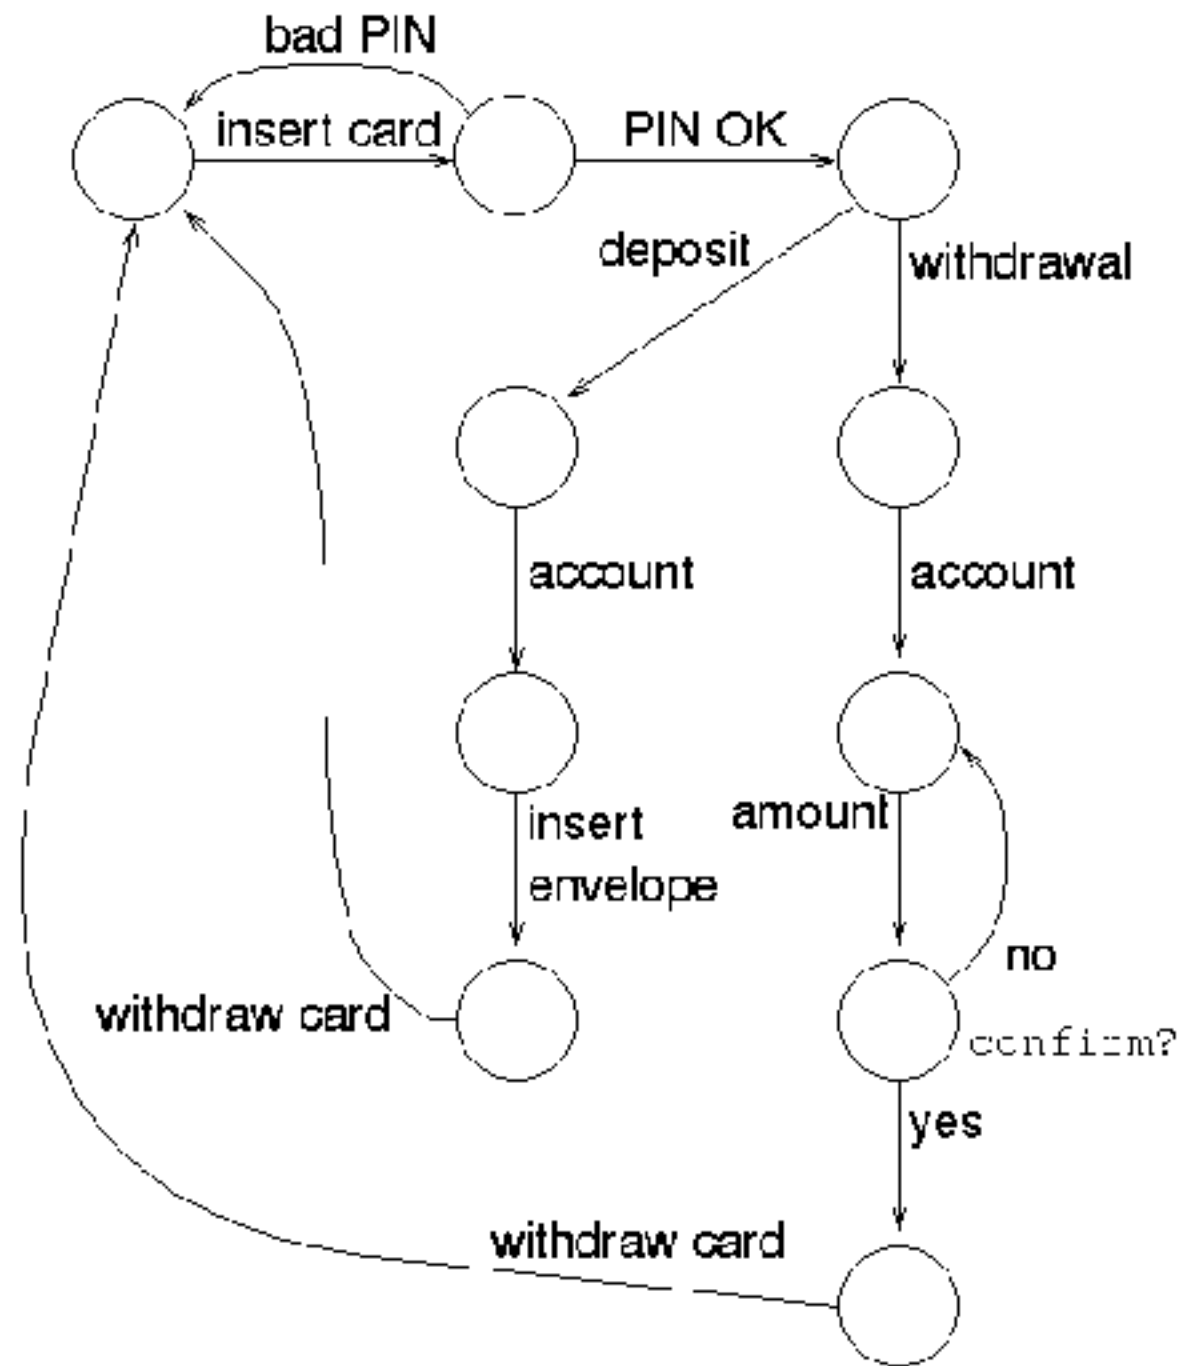 bad PIN
insert card
PIN OK
deposit
withdrawal
account
account
insert
envelope
amount
no
withdraw card
confirm?
yes
withdraw card